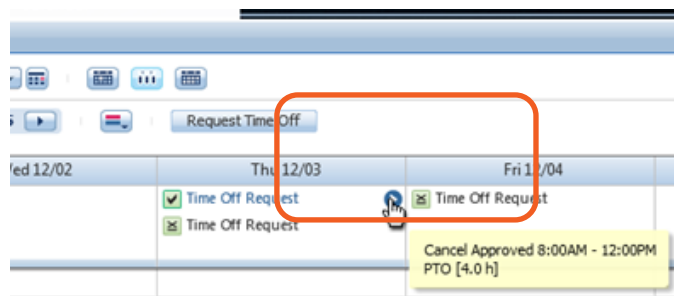 Request Time Off
Wed 12/02 Thu 12/03 Fri 12/04
Time Off Request Time Off Request
Time Off Request
Cancel Approved 8:00AM - 12:00PM
PTO [4.0 h]